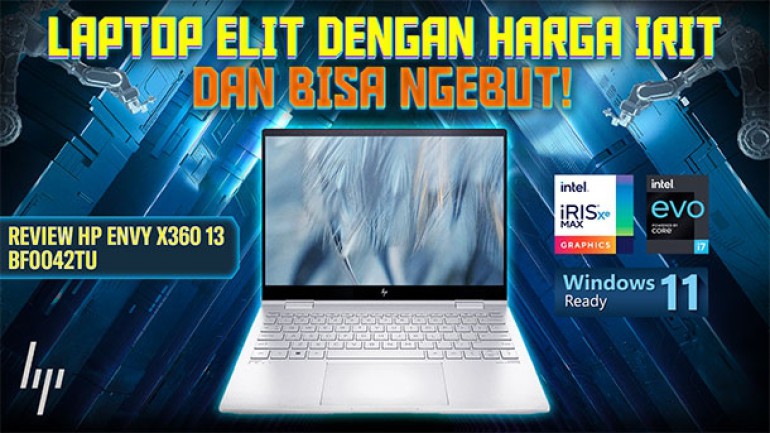 LAPTOP ELIT DENGAN HARGA IRIT
DAN BISA NGEBUT!
REVIEW HP ENVY X360 13
BF0042TU
intel.
iRIS Xe
MAX
GRAPHICS
intel
evo
POWERED BY
CORE
i7
Windows 11
Ready
hp
hp